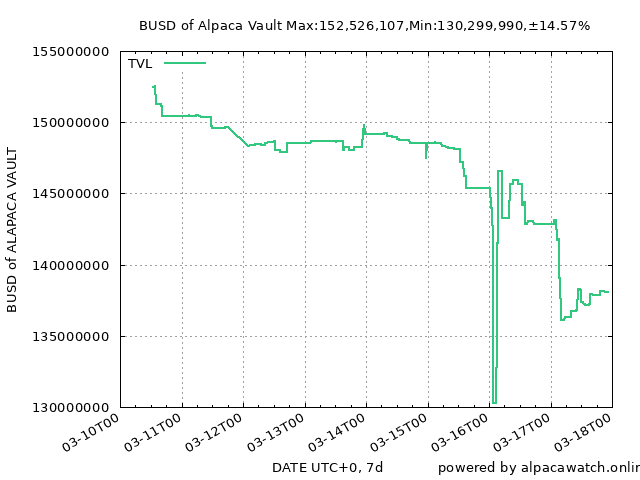 BUSD of Alpaca Vault Max:152,526,107,Min:130,299,990,±14.57%
TVL
BUSD of ALAPACA VAULT
155000000
150000000
145000000
140000000
135000000
130000000
03-10T00
03-11T00
03-12T00
03-13T00
03-14T00
03-15T00
03-16T00
03-17T00
03-18T00
DATE UTC+0, 7d
powered by alpacawatch.onlin